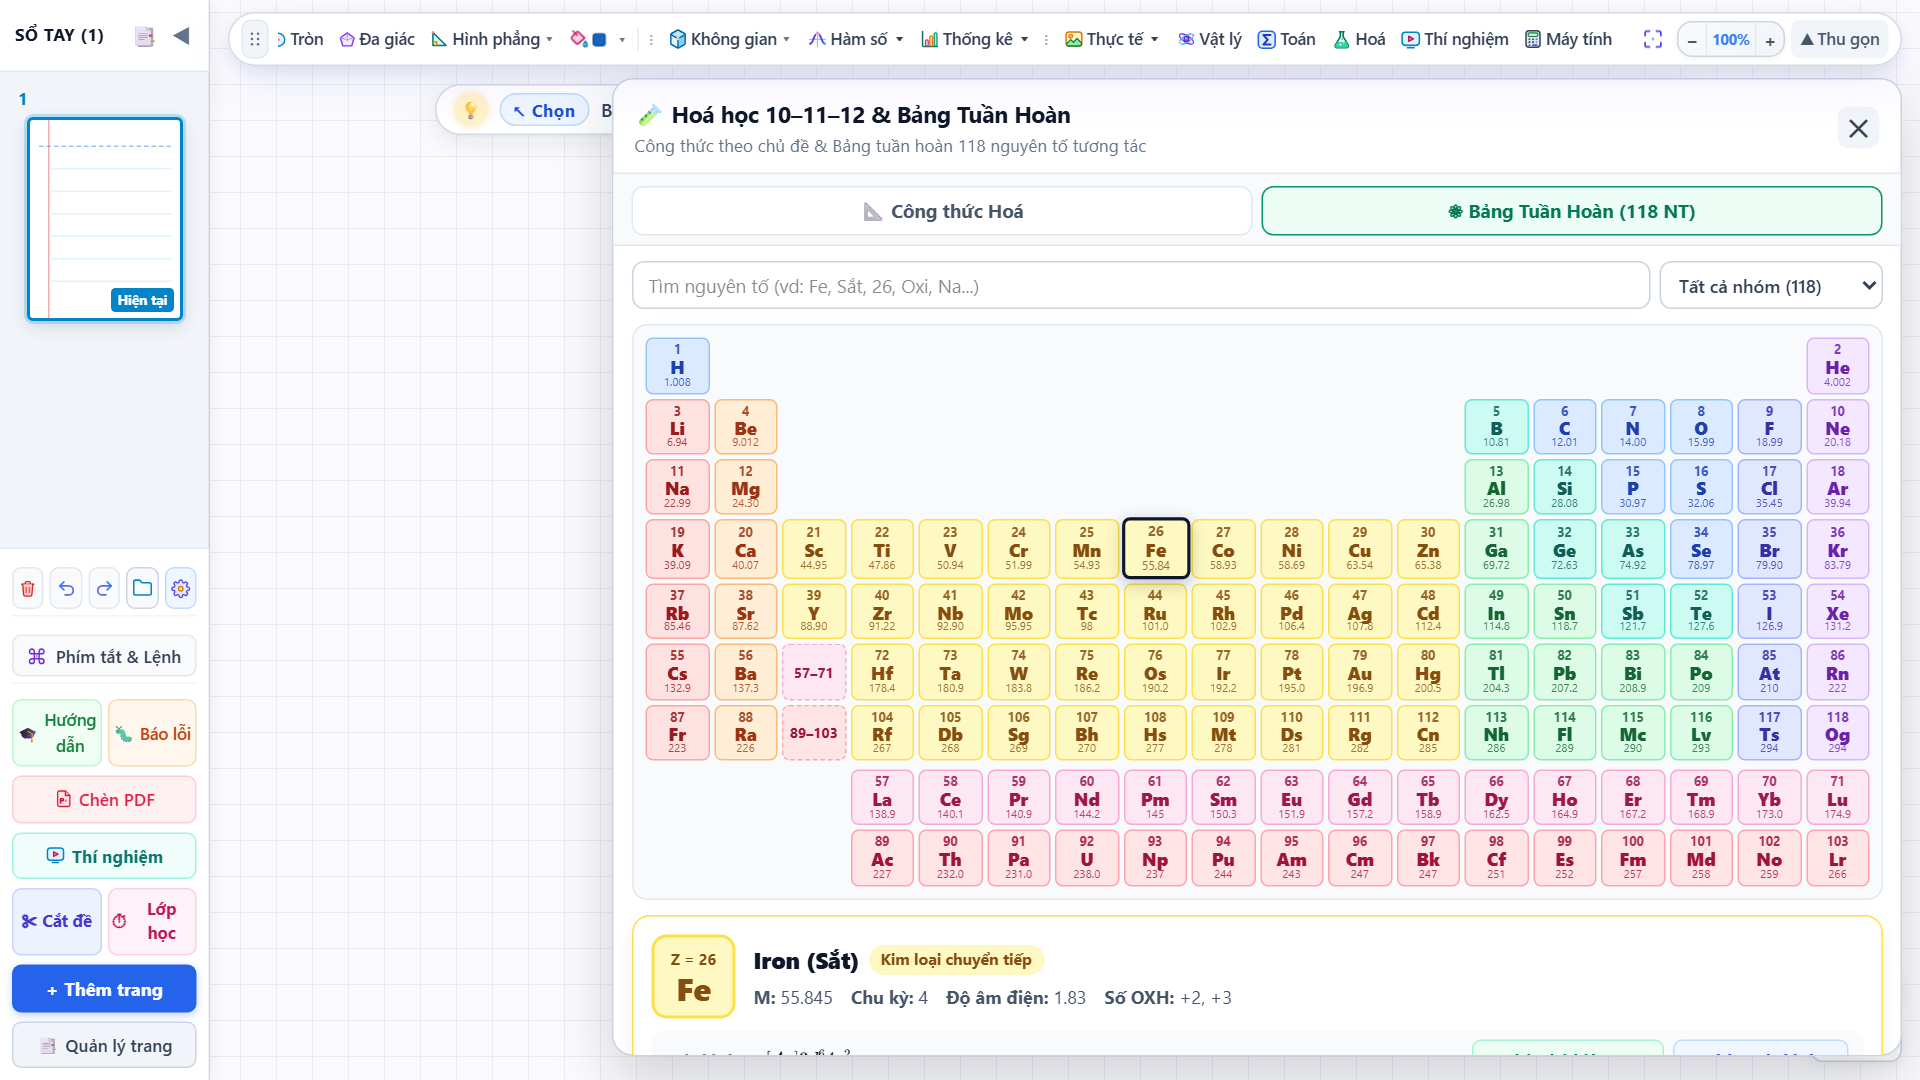 SỔ TAY (1)
Tròn
Đa giác
Hình phẳng
Không gian
Hàm số
Thống kê
Thực tế
Vật lý
Toán
Hoá
Thí nghiệm
Máy tính
− 100% +
Thu gọn
1
Hiện tại
Chọn
B
Hoá học 10–11–12 & Bảng Tuần Hoàn
Công thức theo chủ đề & Bảng tuần hoàn 118 nguyên tố tương tác
Công thức Hoá
Bảng Tuần Hoàn (118 NT)
Tìm nguyên tố (vd: Fe, Sắt, 26, Oxi, Na...)
Tất cả nhóm (118)
1 2
H He
1.008 4.002
3 4 5 6 7 8 9 10
Li Be B C N O F Ne
6.94 9.012 10.81 12.01 14.00 15.99 18.99 20.18
11 12 13 14 15 16 17 18
Na Mg Al Si P S Cl Ar
22.99 24.30 26.98 28.08 30.97 32.06 35.45 39.94
19 20 21 22 23 24 25 26 27 28 29 30 31 32 33 34 35 36
K Ca Sc Ti V Cr Mn Fe Co Ni Cu Zn Ga Ge As Se Br Kr
39.09 40.07 44.95 47.86 50.94 51.99 54.93 55.84 58.93 58.69 63.54 65.38 69.72 72.63 74.92 78.97 79.90 83.79
37 38 39 40 41 42 43 44 45 46 47 48 49 50 51 52 53 54
Rb Sr Y Zr Nb Mo Tc Ru Rh Pd Ag Cd In Sn Sb Te I Xe
85.46 87.62 88.90 91.22 92.90 95.95 98 101.0 102.9 106.4 107.8 112.4 114.8 118.7 121.7 127.6 126.9 131.2
55 56 57–71 72 73 74 75 76 77 78 79 80 81 82 83 84 85 86
Cs Ba Hf Ta W Re Os Ir Pt Au Hg Tl Pb Bi Po At Rn
132.9 137.3 178.4 180.9 183.8 186.2 190.2 192.2 195.0 196.9 200.5 204.3 207.2 208.9 209 210 222
87 88 89–103 104 105 106 107 108 109 110 111 112 113 114 115 116 117 118
Fr Ra Rf Db Sg Bh Hs Mt Ds Rg Cn Nh Fl Mc Lv Ts Og
223 226 267 268 269 270 277 278 281 282 285 286 289 290 293 294 294
57 58 59 60 61 62 63 64 65 66 67 68 69 70 71
La Ce Pr Nd Pm Sm Eu Gd Tb Dy Ho Er Tm Yb Lu
138.9 140.1 140.9 144.2 145 150.3 151.9 157.2 158.9 162.5 164.9 167.2 168.9 173.0 174.9
89 90 91 92 93 94 95 96 97 98 99 100 101 102 103
Ac Th Pa U Np Pu Am Cm Bk Cf Es Fm Md No Lr
227 232.0 231.0 238.0 237 244 243 247 247 251 252 257 258 259 266
Z = 26
Fe
Iron (Sắt)
Kim loại chuyển tiếp
M: 55.845 Chu kỳ: 4 Độ âm điện: 1.83 Số OXH: +2, +3
Phím tắt & Lệnh
Hướng
dẫn
Báo lỗi
Chèn PDF
Thí nghiệm
Cắt đề
Lớp
học
+ Thêm trang
Quản lý trang